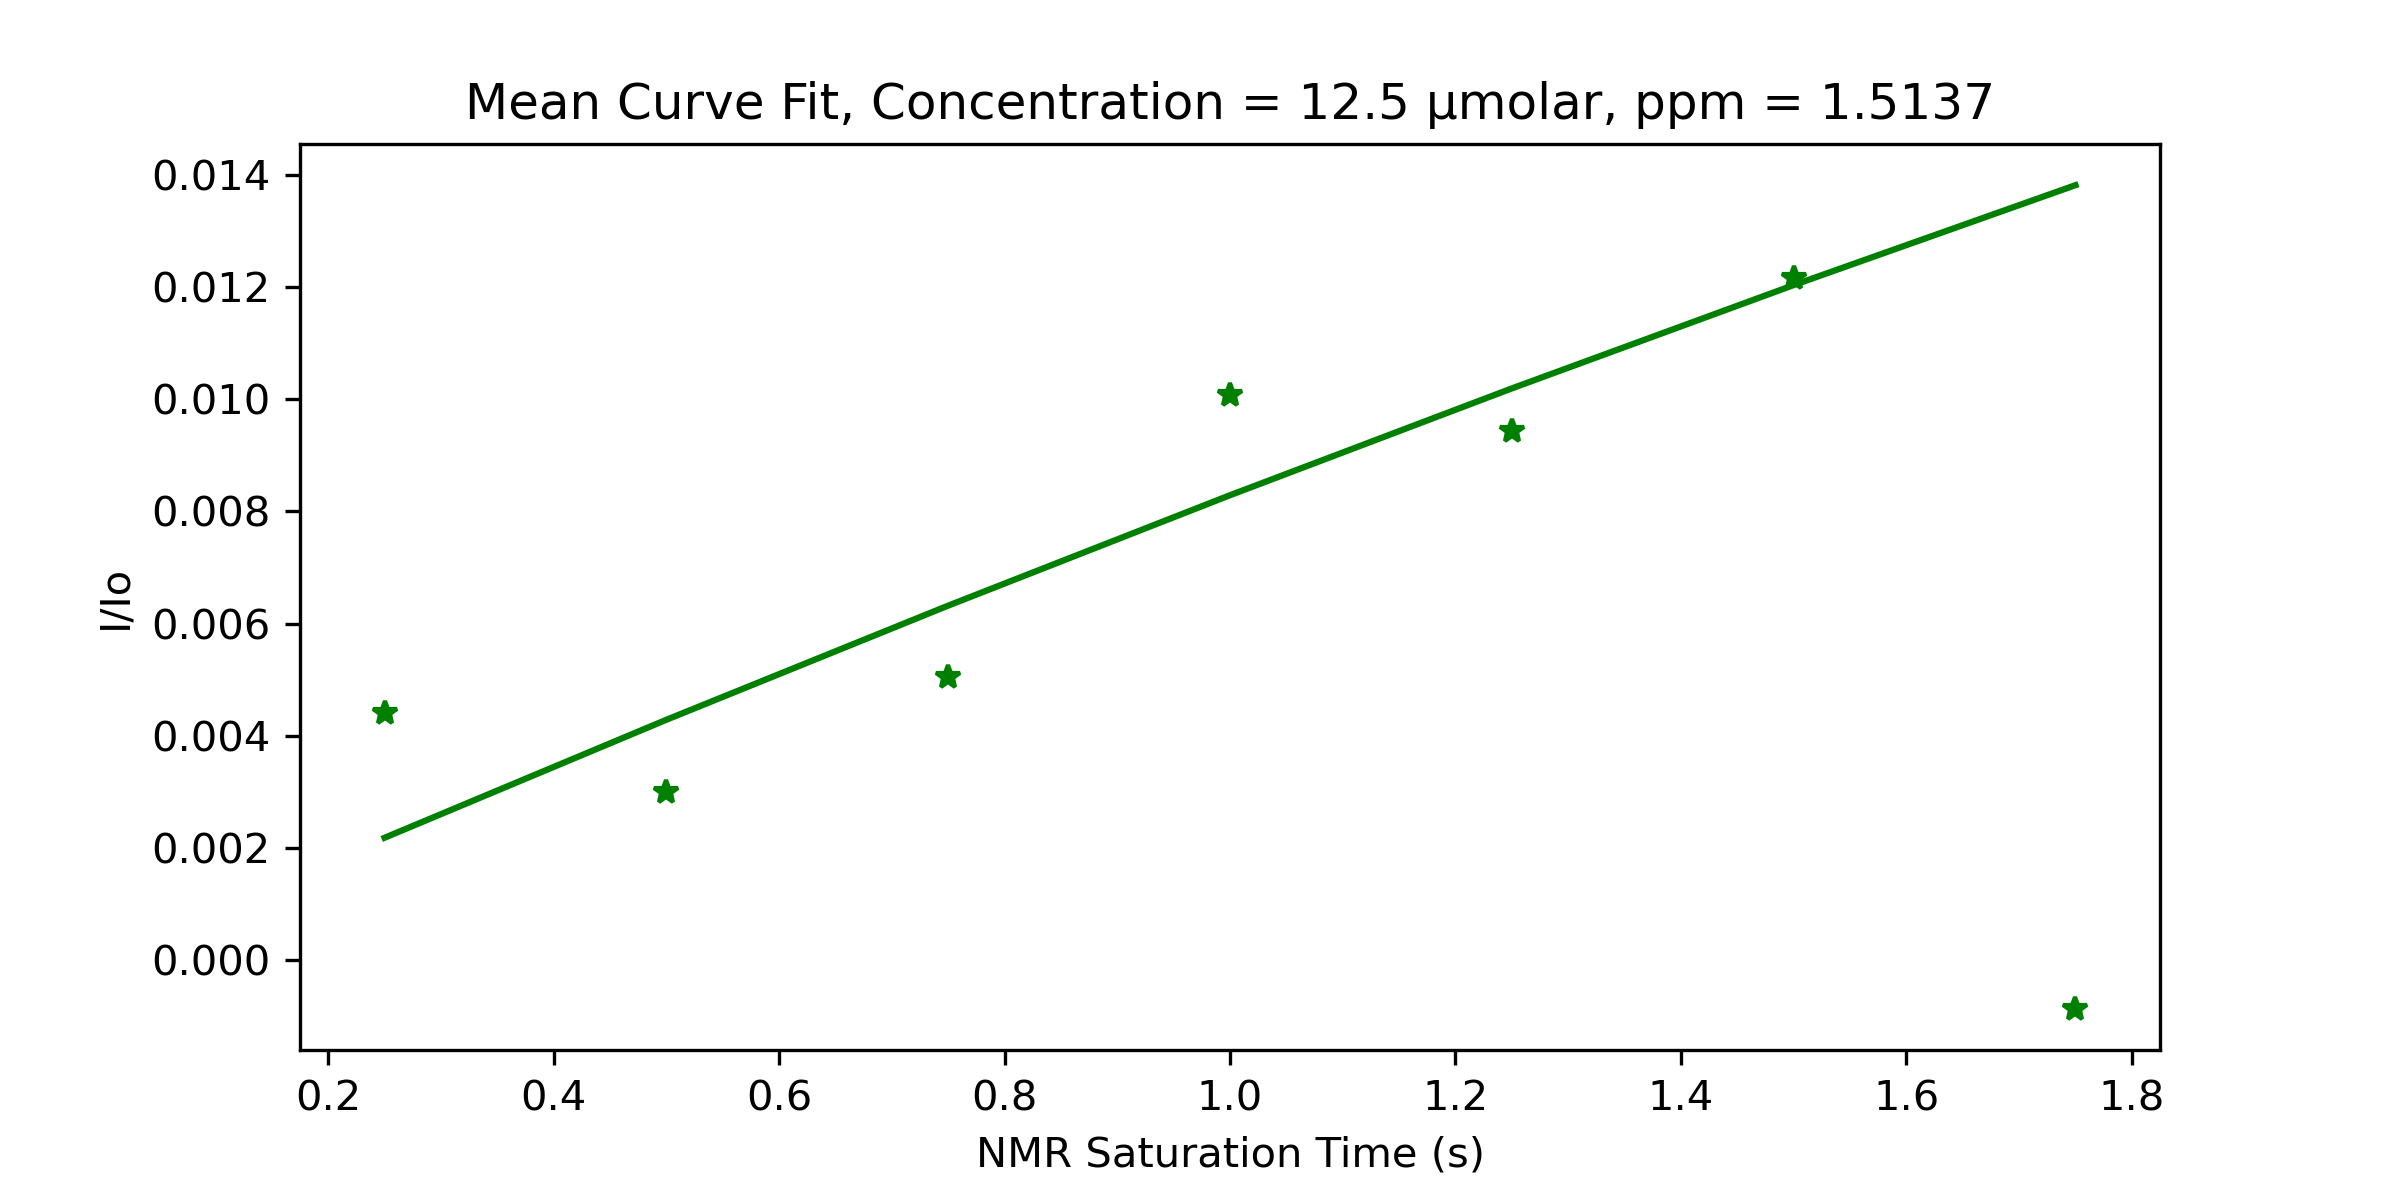 Mean Curve Fit, Concentration = 12.5 μmolar, ppm = 1.5137
0.014
0.012
0.010
0.008
0.006
0.004
0.002
0.000
I/Io
0.2 0.4 0.6 0.8 1.0 1.2 1.4 1.6 1.8
NMR Saturation Time (s)